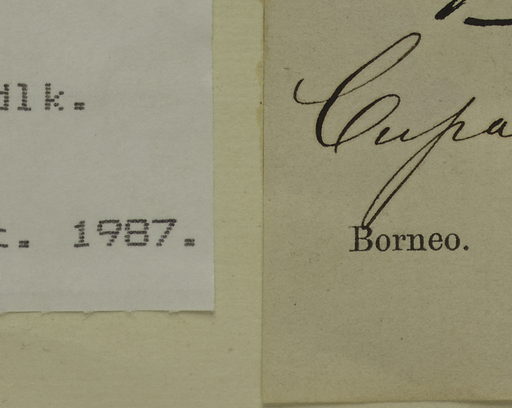 dlk.
t. 1987.
Cupa
Borneo.